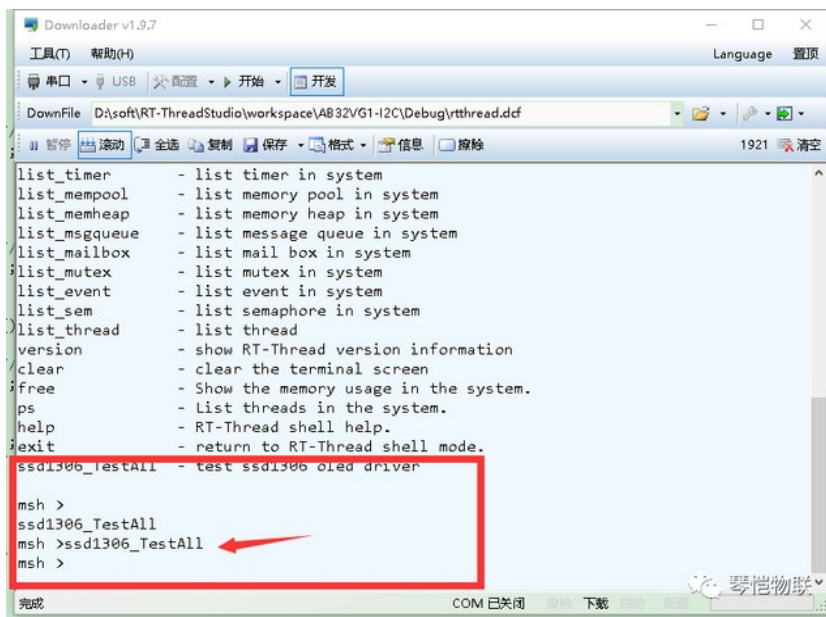 Downloader v1.9.7
工具(T) 帮助(H) Language 置顶
串口 USB 配置 开始 开发
DownFile D:\soft\RT-ThreadStudio\workspace\AB32VG1-I2C\Debug\rtthread.dcf
暂停 滚动 全选 复制 保存 格式 信息 擦除 1921 清空
list_timer - list timer in system
list_mempool - list memory pool in system
list_memheap - list memory heap in system
list_msgqueue - list message queue in system
list_mailbox - list mail box in system
list_mutex - list mutex in system
list_event - list event in system
list_sem - list semaphore in system
list_thread - list thread
version - show RT-Thread version information
clear - clear the terminal screen
free - Show the memory usage in the system.
ps - List threads in the system.
help - RT-Thread shell help.
exit - return to RT-Thread shell mode.
ssd1306_TestAll - test ssd1306 oled driver
msh >
ssd1306_TestAll
msh >ssd1306_TestAll
msh >
琴恺物联
完成 COM 已关闭 擦除 下载 自动 配置